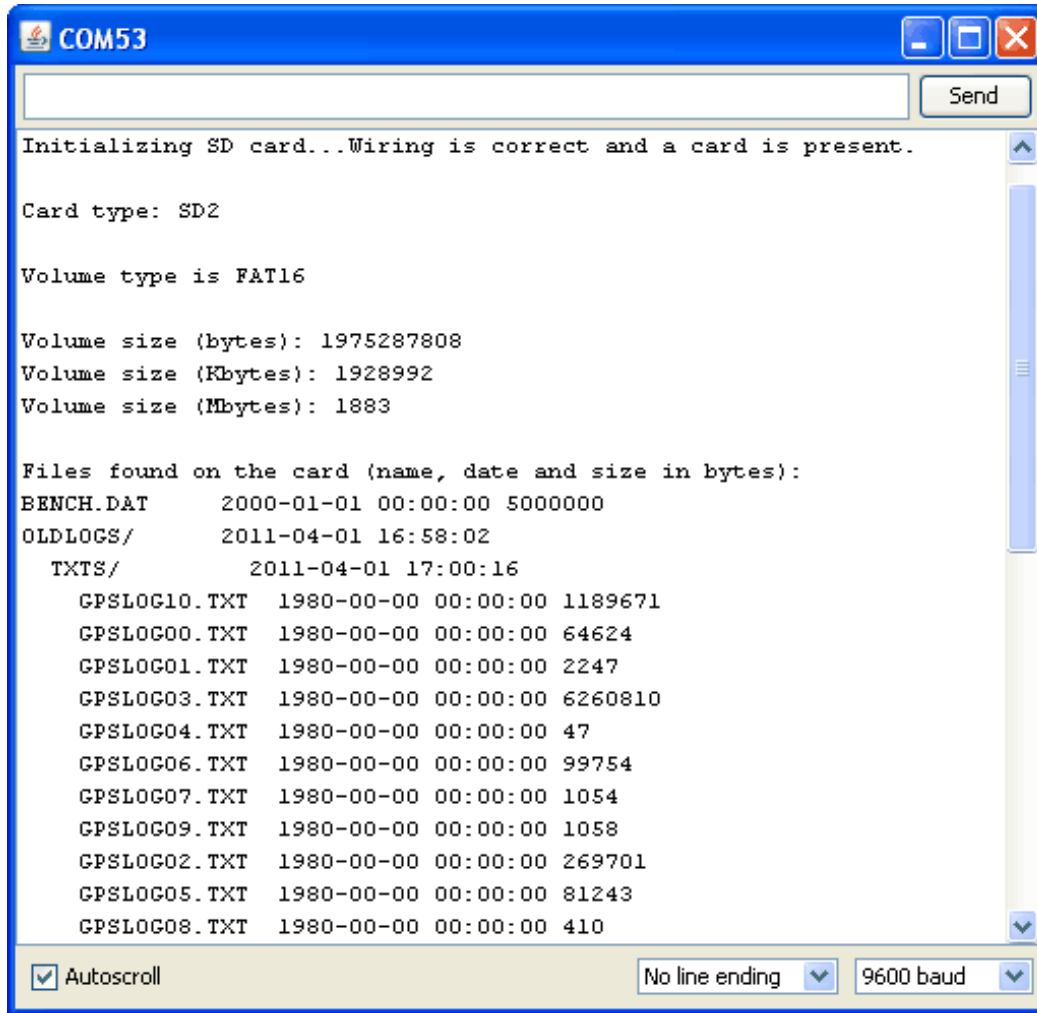 COM53
Send
Initializing SD card...Wiring is correct and a card is present.
Card type: SD2
Volume type is FAT16
Volume size (bytes): 1975287808
Volume size (Kbytes): 1928992
Volume size (Mbytes): 1883
Files found on the card (name, date and size in bytes):
BENCH.DAT     2000-01-01 00:00:00 5000000
OLDLOGS/      2011-04-01 16:58:02
  TXTS/         2011-04-01 17:00:16
    GPSLOG10.TXT  1980-00-00 00:00:00 1189671
    GPSLOG00.TXT  1980-00-00 00:00:00 64624
    GPSLOG01.TXT  1980-00-00 00:00:00 2247
    GPSLOG03.TXT  1980-00-00 00:00:00 6260810
    GPSLOG04.TXT  1980-00-00 00:00:00 47
    GPSLOG06.TXT  1980-00-00 00:00:00 99754
    GPSLOG07.TXT  1980-00-00 00:00:00 1054
    GPSLOG09.TXT  1980-00-00 00:00:00 1058
    GPSLOG02.TXT  1980-00-00 00:00:00 269701
    GPSLOG05.TXT  1980-00-00 00:00:00 81243
    GPSLOG08.TXT  1980-00-00 00:00:00 410
Autoscroll No line ending 9600 baud